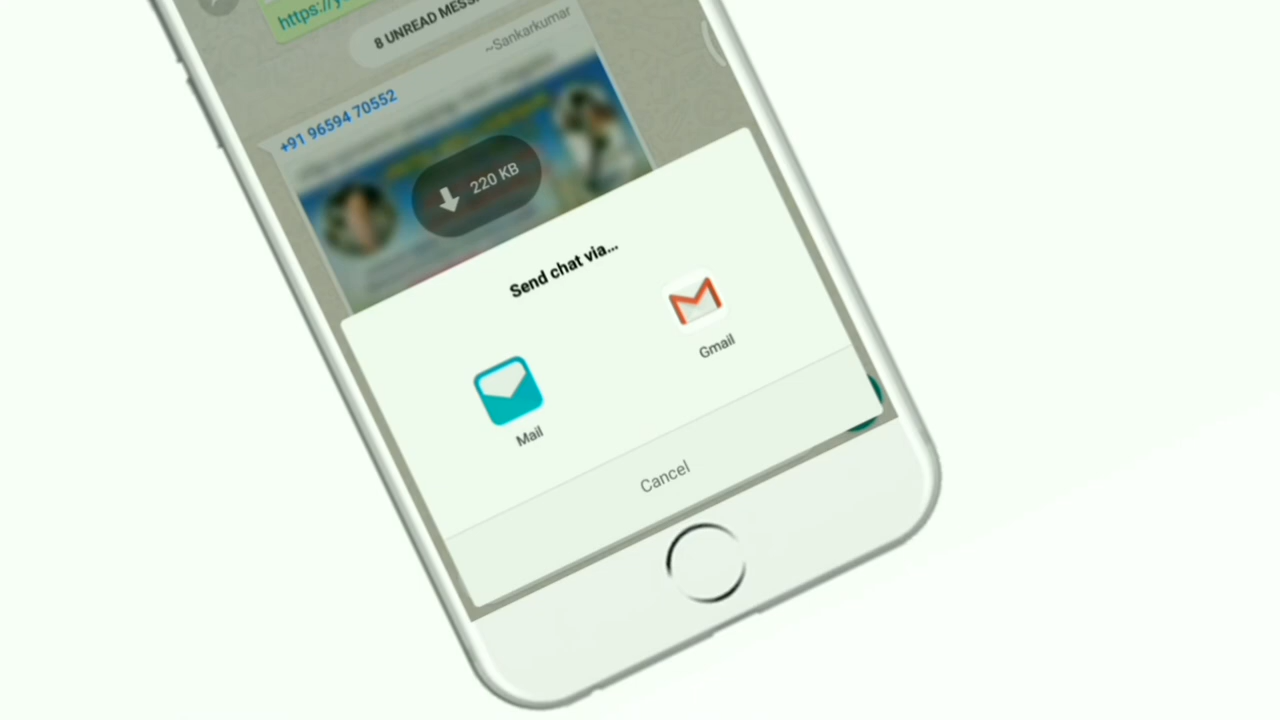 https://y
8 UNREAD MESS
~Sankarkumar
+91 96594 70552
220 KB
Send chat via...
Mail
Gmail
Cancel